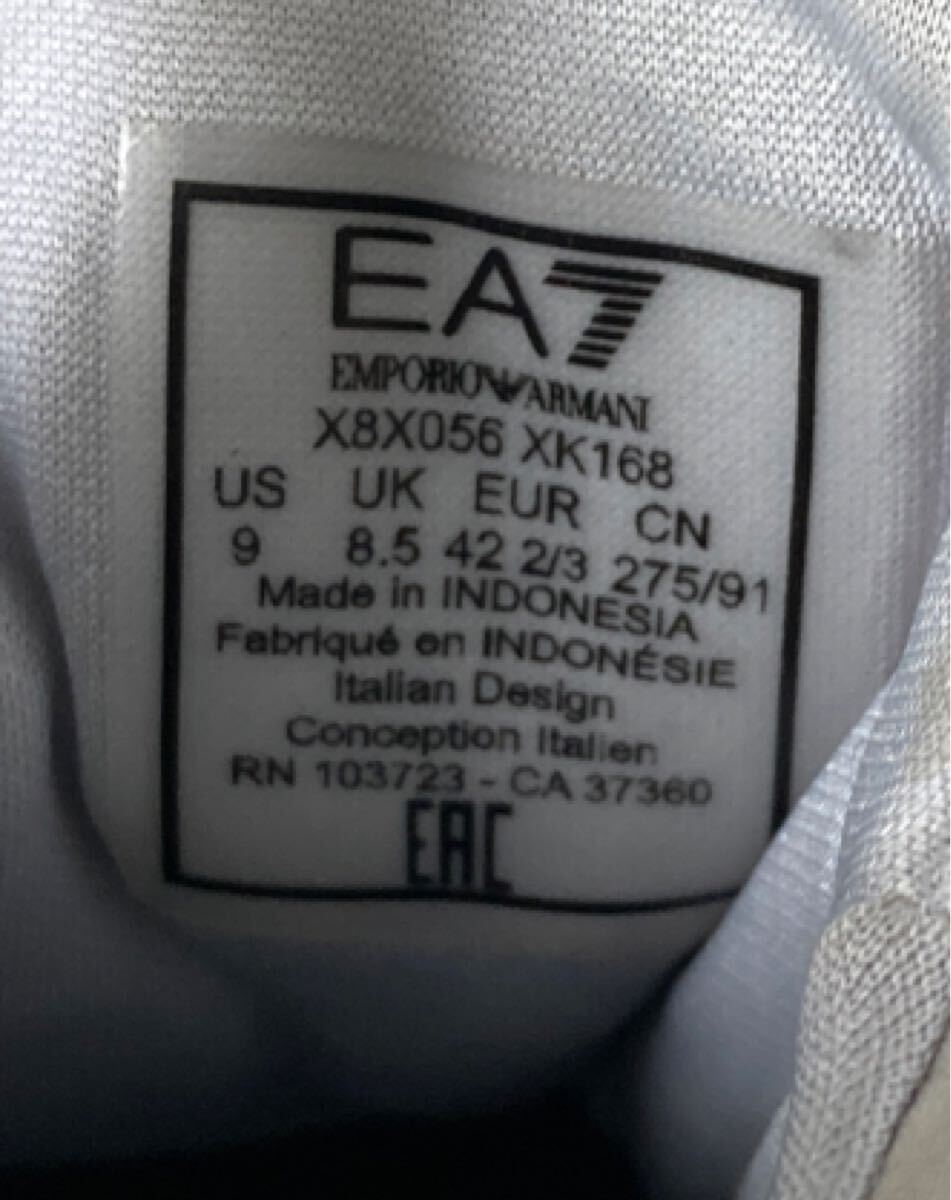 EA7
EMPORIO ARMANI
X8X056 XK168
US UK EUR CN
9 8.5 42 2/3 275/91
Made in INDONESIA
Fabriqué en INDONÉSIE
Italian Design
Conception Italien
RN 103723 - CA 37360
EAC